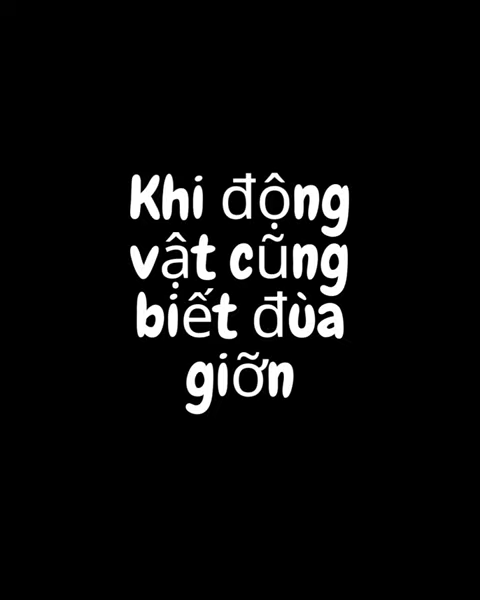 Khi động
vật cũng
biết đùa
giỡn